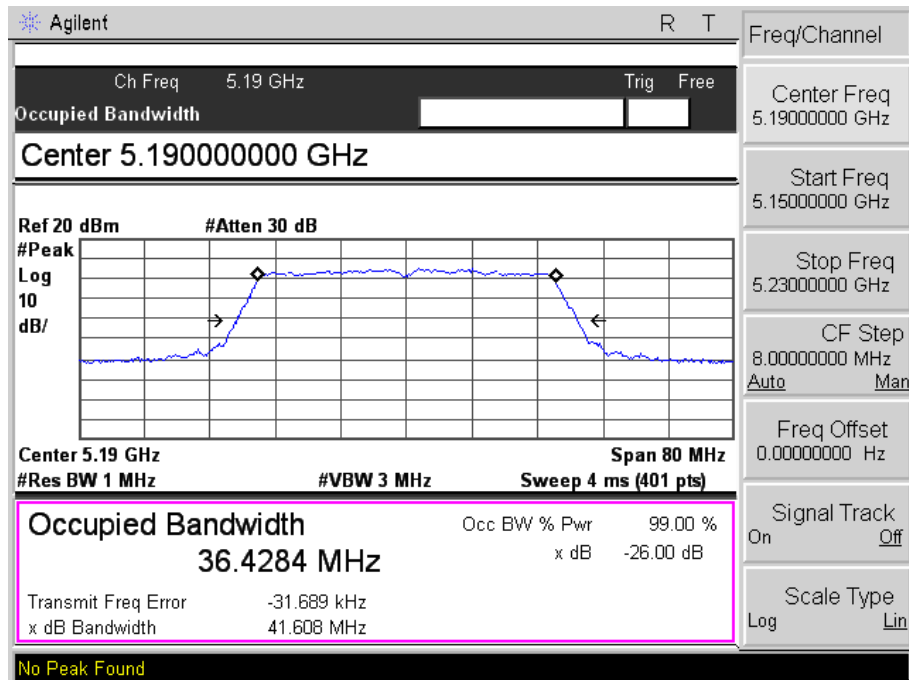 Agilent R T
Freq/Channel
Ch Freq 5.19 GHz Trig Free
Occupied Bandwidth
Center 5.190000000 GHz
Center Freq
5.19000000 GHz
Start Freq
5.15000000 GHz
Stop Freq
5.23000000 GHz
CF Step
8.00000000 MHz
Auto Man
Freq Offset
0.00000000 Hz
Signal Track
On Off
Scale Type
Log Lin
Ref 20 dBm #Atten 30 dB
#Peak
Log
10
dB/
Center 5.19 GHz Span 80 MHz
#Res BW 1 MHz #VBW 3 MHz Sweep 4 ms (401 pts)
Occupied Bandwidth
36.4284 MHz
Occ BW % Pwr 99.00 %
x dB -26.00 dB
Transmit Freq Error -31.689 kHz
x dB Bandwidth 41.608 MHz
No Peak Found